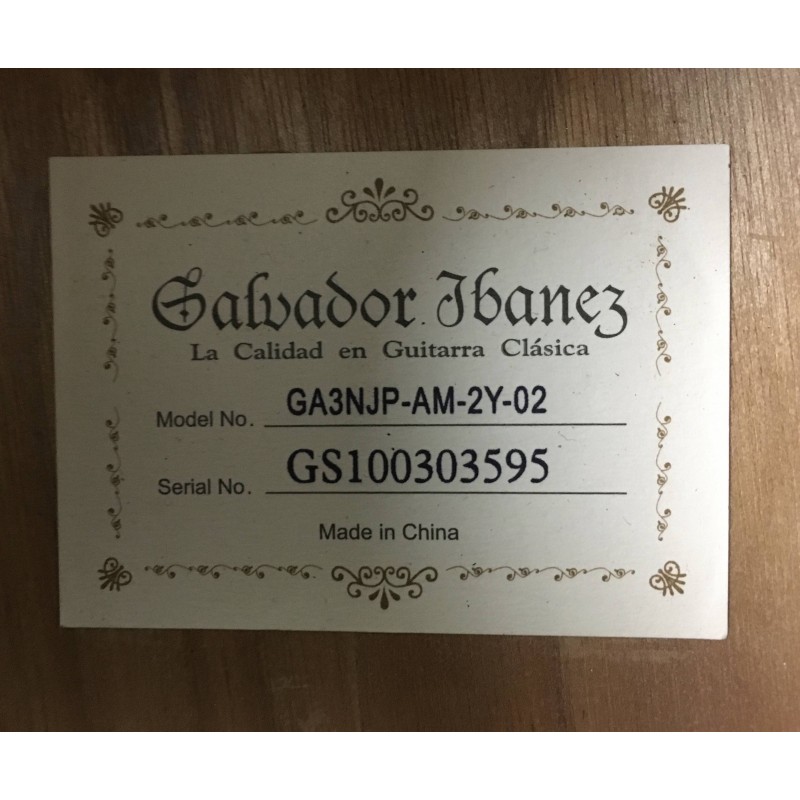 Salvador Ibanez
La Calidad en Guitarra Clásica
Model No. GA3NJP-AM-2Y-02
Serial No. GS100303595
Made in China